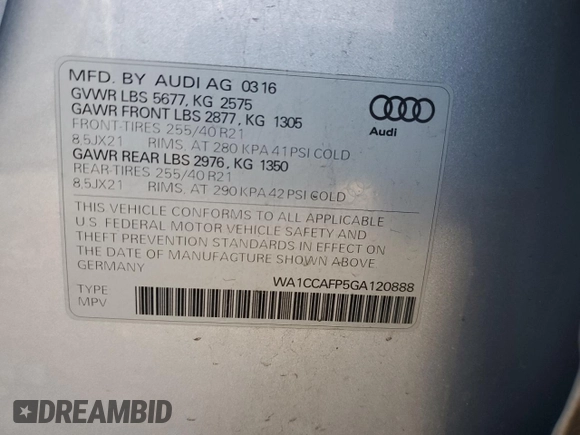 MFD. BY AUDI AG 03 16
GVWR LBS 5677, KG 2575
GAWR FRONT LBS 2877, KG 1305
FRONT-TIRES 255/40 R21
8.5JX21 RIMS, AT 280 KPA 41 PSI COLD
GAWR REAR LBS 2976, KG 1350
REAR-TIRES 255/40 R21
8.5JX21 RIMS, AT 290 KPA 42 PSI COLD
THIS VEHICLE CONFORMS TO ALL APPLICABLE
U.S. FEDERAL MOTOR VEHICLE SAFETY AND
THEFT PREVENTION STANDARDS IN EFFECT ON
THE DATE OF MANUFACTURE SHOWN ABOVE
GERMANY
Audi
WA1CCAFP5GA120888
TYPE
MPV
DREAMBID